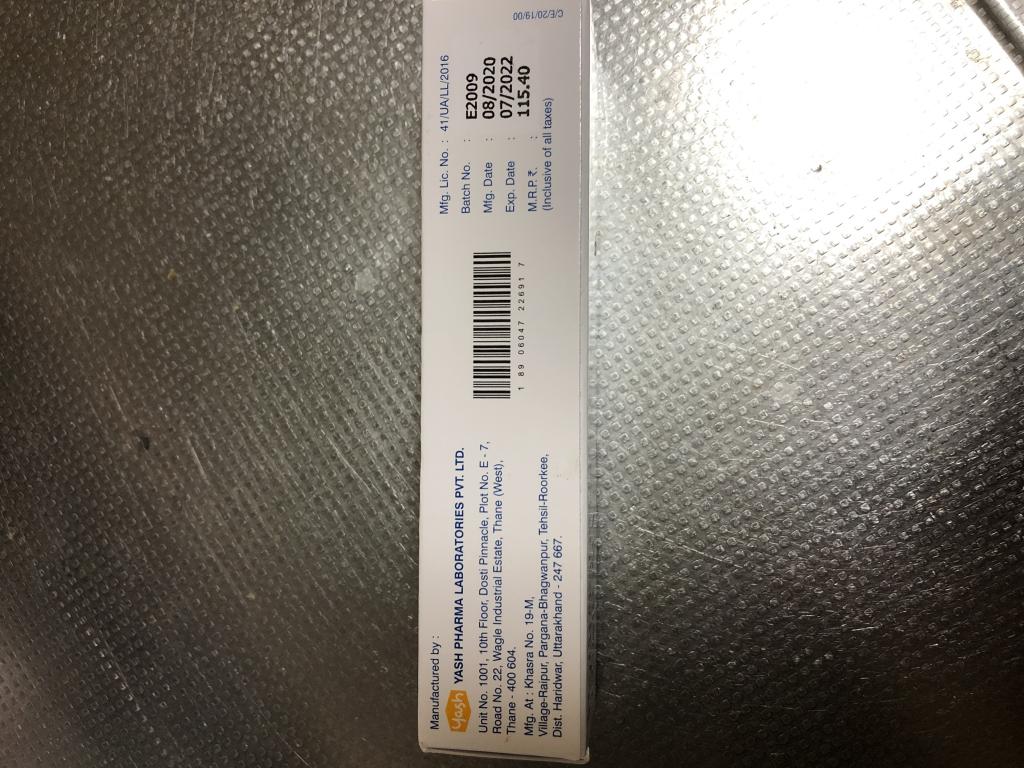 Manufactured by :
Yash YASH PHARMA LABORATORIES PVT. LTD.
Unit No. 1001, 10th Floor, Dosti Pinnacle, Plot No. E - 7,
Road No. 22, Wagle Industrial Estate, Thane (West),
Thane - 400 604.
Mfg. At : Khasra No. 19-M,
Village-Raipur, Pargana-Bhagwanpur, Tehsil-Roorkee,
Dist. Haridwar, Uttarakhand - 247 667.
1 89 06047 22691 7
Mfg. Lic. No. : 41/UA/LL/2016
Batch No. : E2009
Mfg. Date : 08/2020
Exp. Date : 07/2022
M.R.P. ₹. : 115.40
(Inclusive of all taxes)
C/E/20/19/00